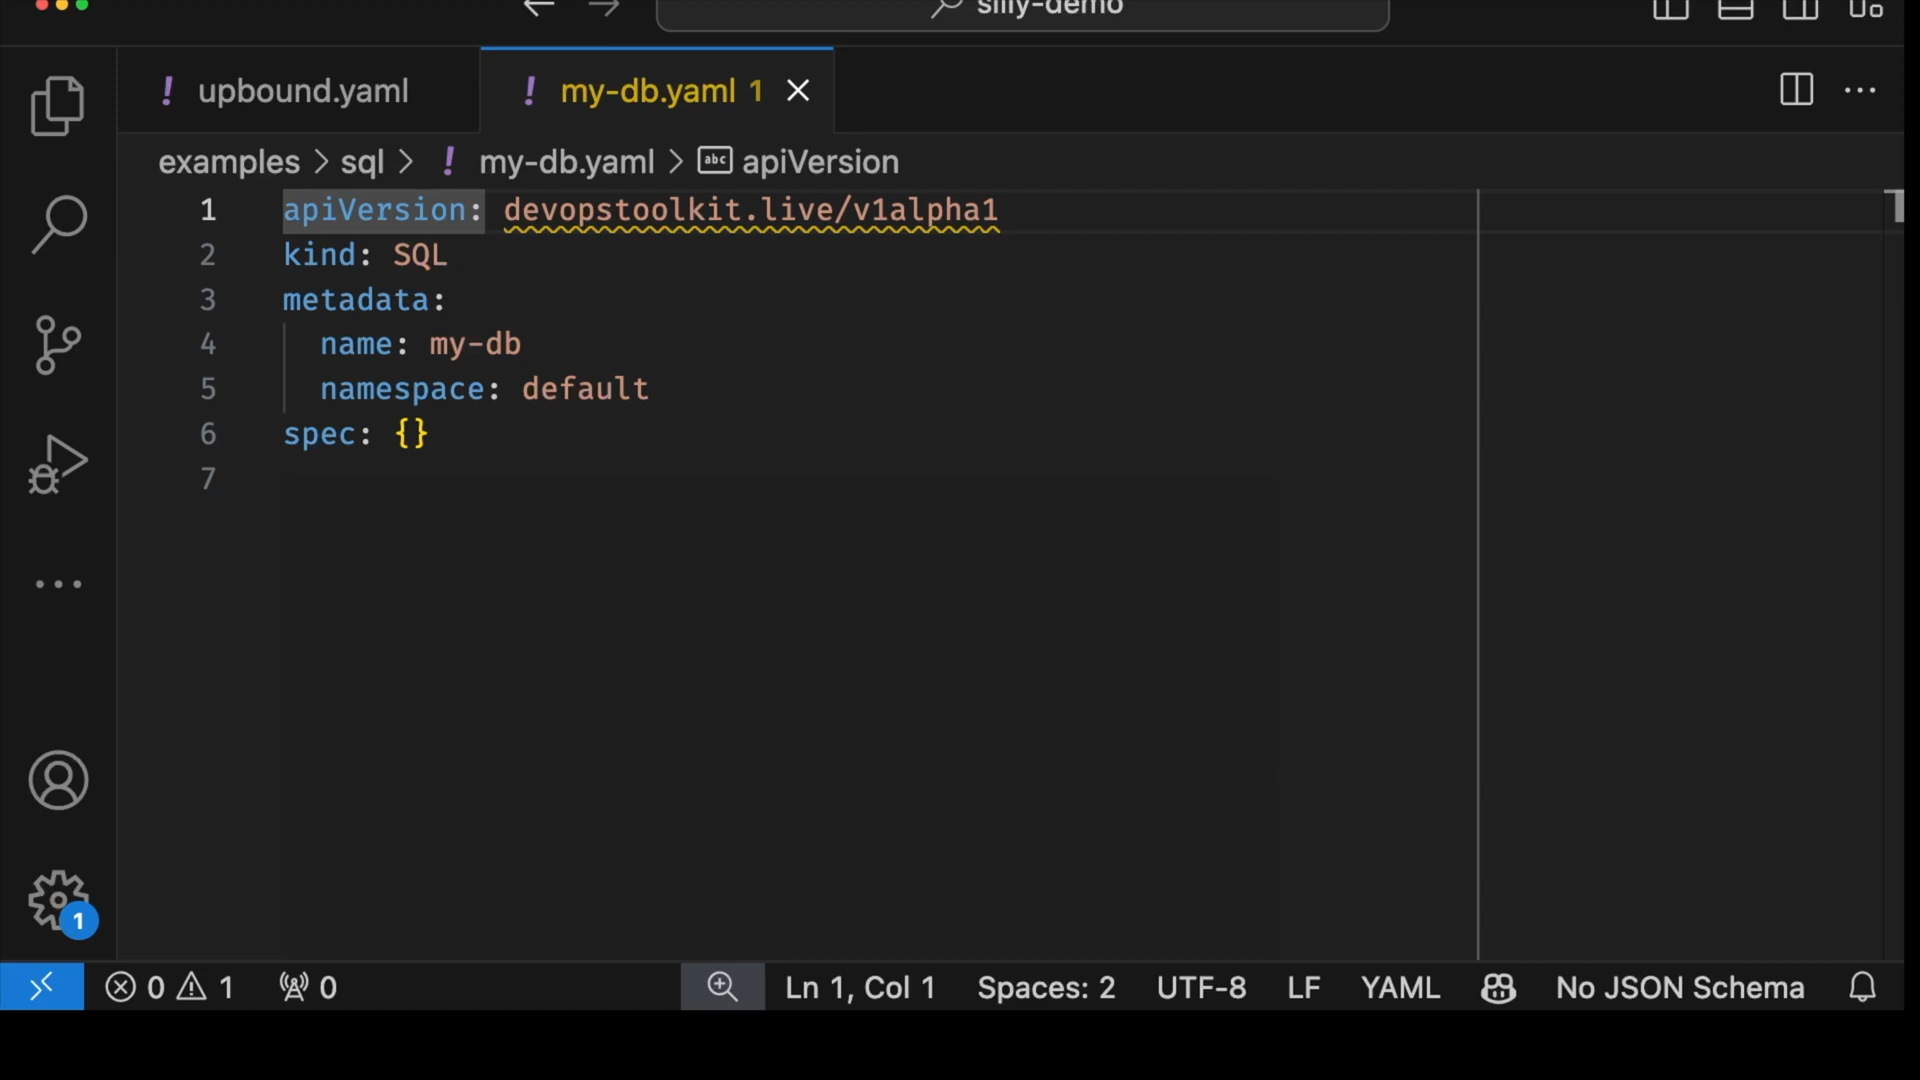 silly-demo
upbound.yaml
my-db.yaml 1
examples > sql > my-db.yaml > abc apiVersion
1 apiVersion: devopstoolkit.live/v1alpha1
2 kind: SQL
3 metadata:
4   name: my-db
5   namespace: default
6 spec: {}
7
1
0 1 0 Ln 1, Col 1 Spaces: 2 UTF-8 LF YAML No JSON Schema